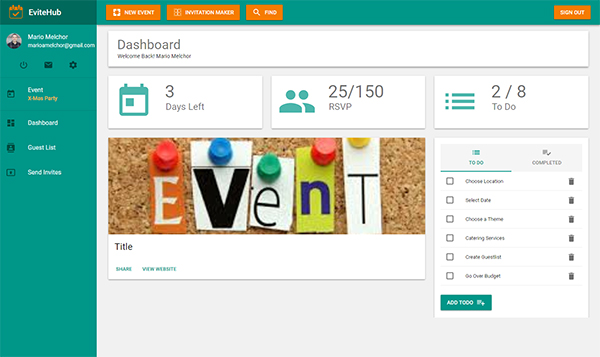 EviteHub
NEW EVENT
INVITATION MAKER
FIND
SIGN OUT
Mario Melchor
marioamelchor@gmail.com
Event
X-Mas Party
Dashboard
Guest List
Send Invites
Dashboard
Welcome Back! Mario Melchor
3
Days Left
25/150
RSVP
2 / 8
To Do
EVenT
Title
SHARE
VIEW WEBSITE
TO DO
COMPLETED
Choose Location
Select Date
Choose a Theme
Catering Services
Create Guestlist
Go Over Budget
ADD TODO